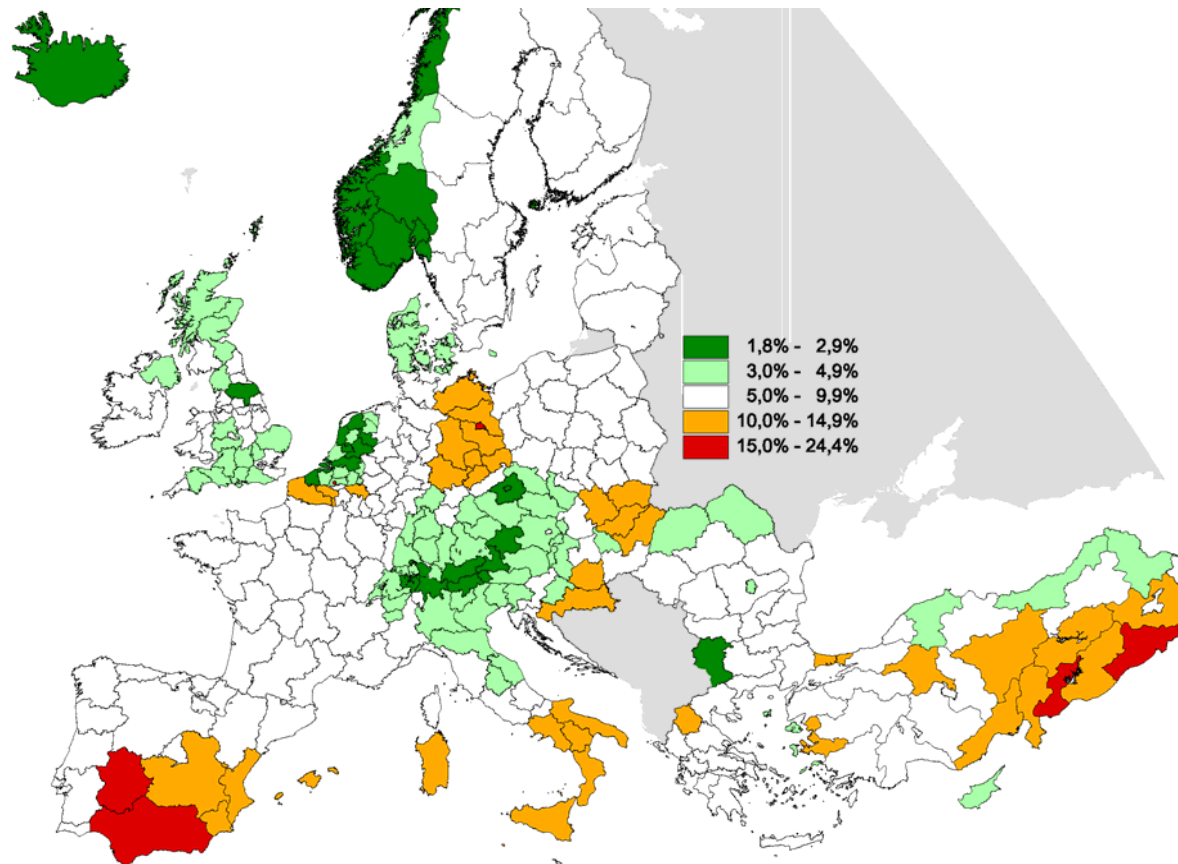 1,8% - 2,9%
3,0% - 4,9%
5,0% - 9,9%
10,0% - 14,9%
15,0% - 24,4%